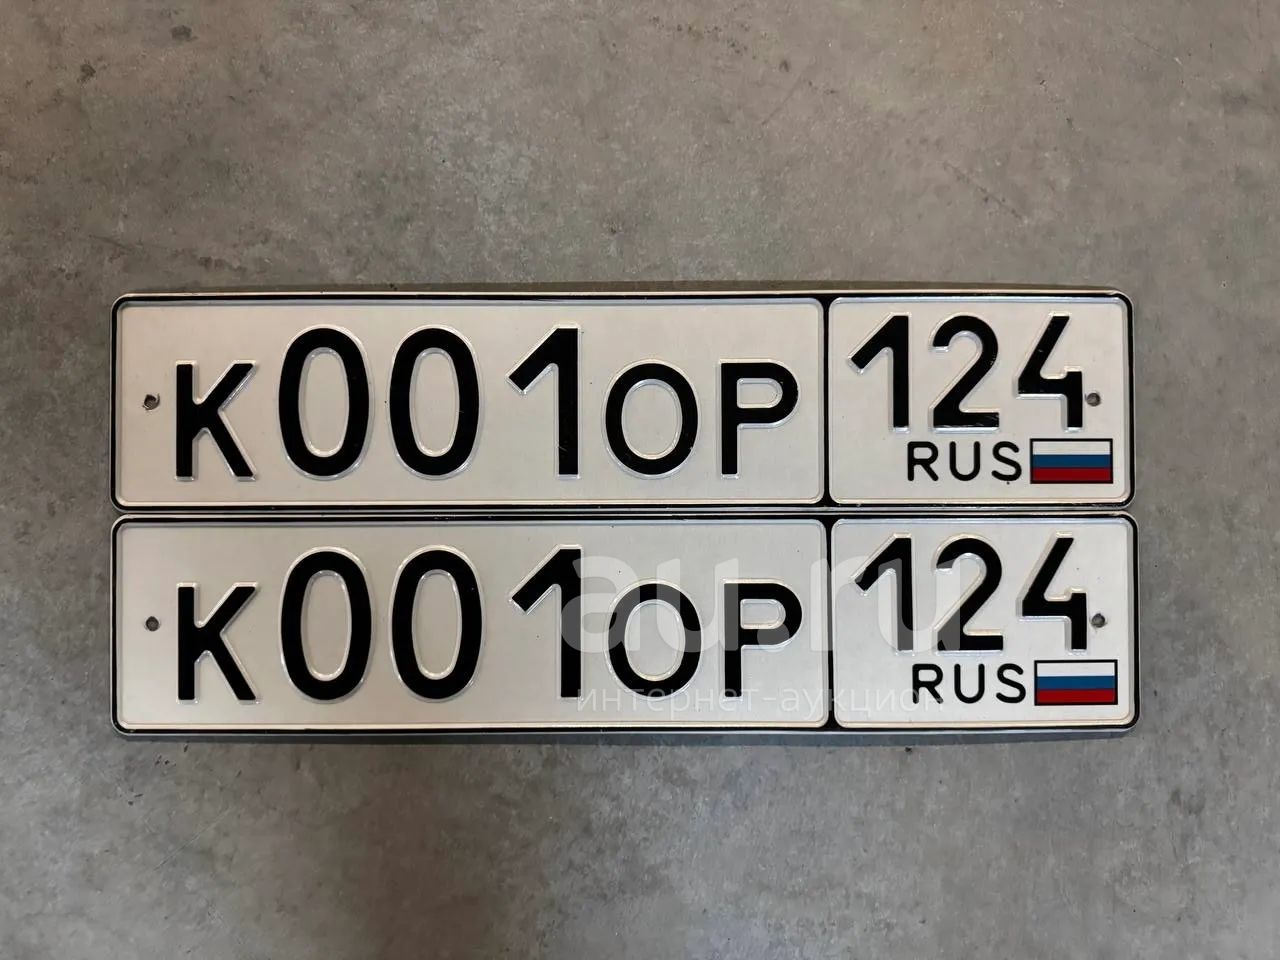 К001ОР 124
RUS
К001ОР 124
RUS
au.ru
интернет-аукцион